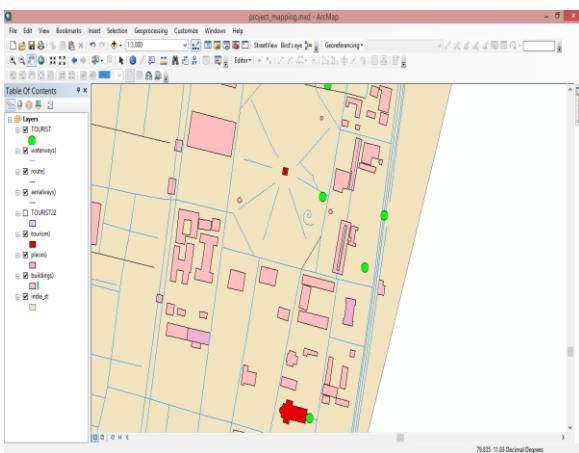 project_mapping.mxd - ArcMap
File Edit View Bookmarks Insert Selection Geoprocessing Customize Windows Help
1:3,000 StreetView Bird's eye Georeferencing
Editor
Table Of Contents
Layers
TOURIST
waterways)
route)
aerialways)
TOURIST22
tourism)
places)
buildings)
india_st
79.835 11.93 Decimal Degrees